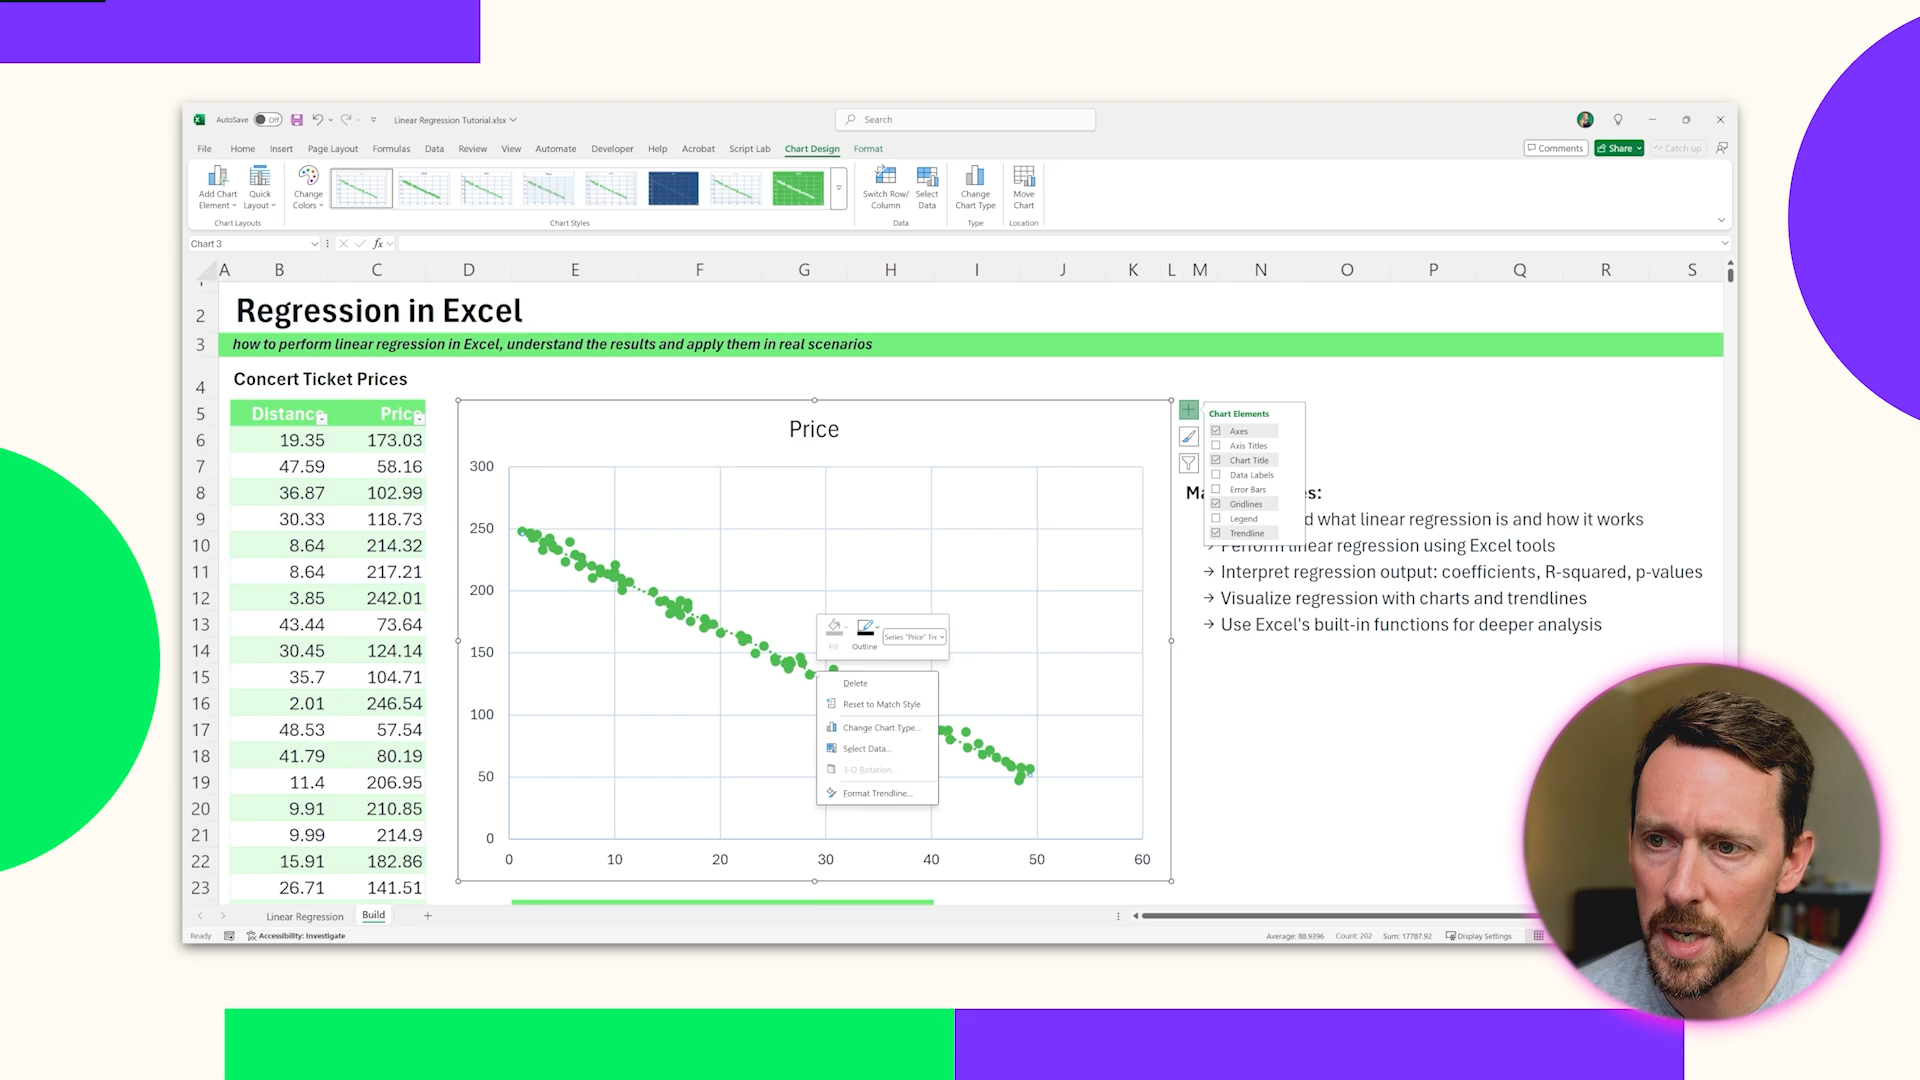 AutoSave Off Linear Regression Tutorial.xlsx Search
File Home Insert Page Layout Formulas Data Review View Automate Developer Help Acrobat Script Lab Chart Design Format Comments Share Catch up
Add Chart Element Quick Layout Change Colors Switch Row/ Column Select Data Change Chart Type Move Chart
Chart Layouts Chart Styles Data Type Location
Chart 3 fx
A B C D E F G H I J K L M N O P Q R S
2 Regression in Excel
3 how to perform linear regression in Excel, understand the results and apply them in real scenarios
4 Concert Ticket Prices
5 Distance Price
6 19.35 173.03
7 47.59 58.16
8 36.87 102.99
9 30.33 118.73
10 8.64 214.32
11 8.64 217.21
12 3.85 242.01
13 43.44 73.64
14 30.45 124.14
15 35.7 104.71
16 2.01 246.54
17 48.53 57.54
18 41.79 80.19
19 11.4 206.95
20 9.91 210.85
21 9.99 214.9
22 15.91 182.86
23 26.71 141.51
Price
300
250
200
150
100
50
0
0 10 20 30 40 50 60
Fill Outline Series "Price" Tre
Delete
Reset to Match Style
Change Chart Type...
Select Data...
3-D Rotation...
Format Trendline...
Chart Elements
Axes
Axis Titles
Chart Title
Data Labels
Error Bars
Gridlines
Legend
Trendline
what linear regression is and how it works
→ Perform linear regression using Excel tools
→ Interpret regression output: coefficients, R-squared, p-values
→ Visualize regression with charts and trendlines
→ Use Excel's built-in functions for deeper analysis
Linear Regression Build
Ready Accessibility: Investigate Average: 88.9396 Count: 202 Sum: 17787.92 Display Settings